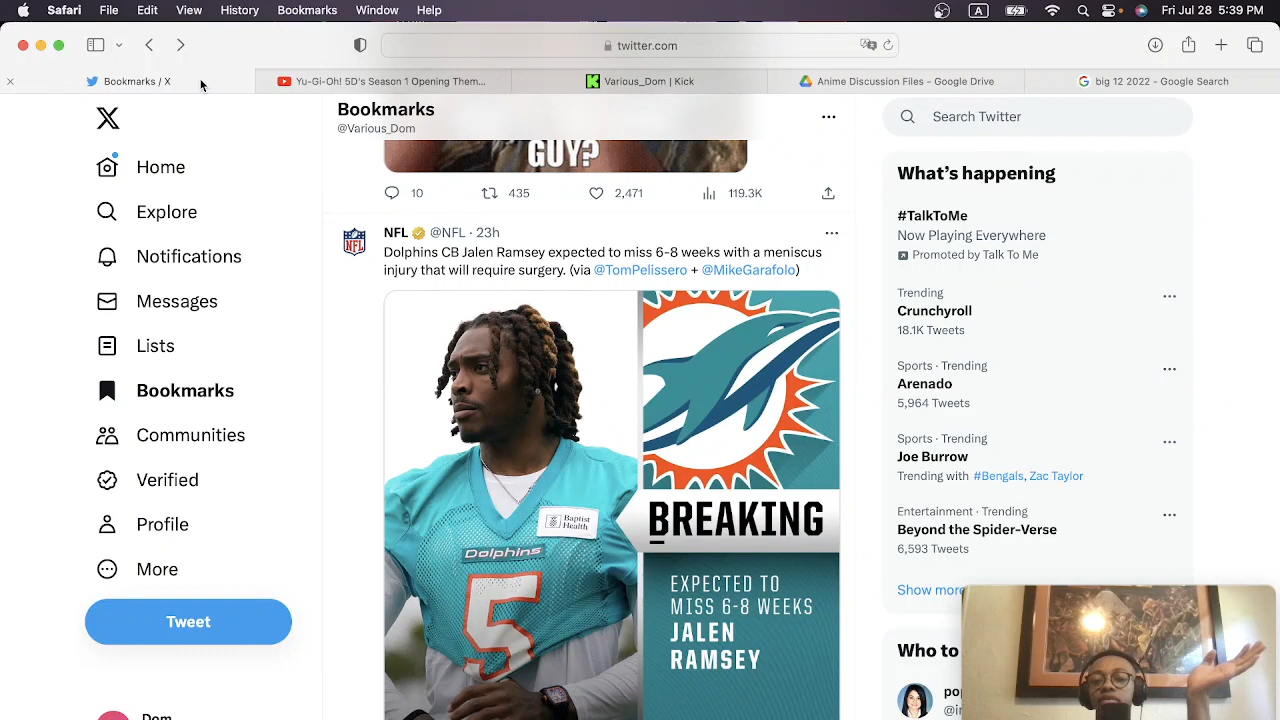 Safari File Edit View History Bookmarks Window Help
A
Fri Jul 28 5:39 PM
twitter.com
Bookmarks / X
Yu-Gi-Oh! 5D's Season 1 Opening Them...
Various_Dom | Kick
Anime Discussion Files - Google Drive
big 12 2022 - Google Search
Home
Explore
Notifications
Messages
Lists
Bookmarks
Communities
Verified
Profile
More
Tweet
Dom
Bookmarks
@Various_Dom
GUY?
10 435 2,471 119.3K
NFL @NFL · 23h
Dolphins CB Jalen Ramsey expected to miss 6-8 weeks with a meniscus
injury that will require surgery. (via @TomPelissero + @MikeGarafolo)
NFL
Baptist
Health
Dolphins
5
BREAKING
EXPECTED TO
MISS 6-8 WEEKS
JALEN
RAMSEY
Search Twitter
What's happening
#TalkToMe
Now Playing Everywhere
Promoted by Talk To Me
Trending
Crunchyroll
18.1K Tweets
Sports · Trending
Arenado
5,964 Tweets
Sports · Trending
Joe Burrow
Trending with #Bengals, Zac Taylor
Entertainment · Trending
Beyond the Spider-Verse
6,593 Tweets
Show more
Who to